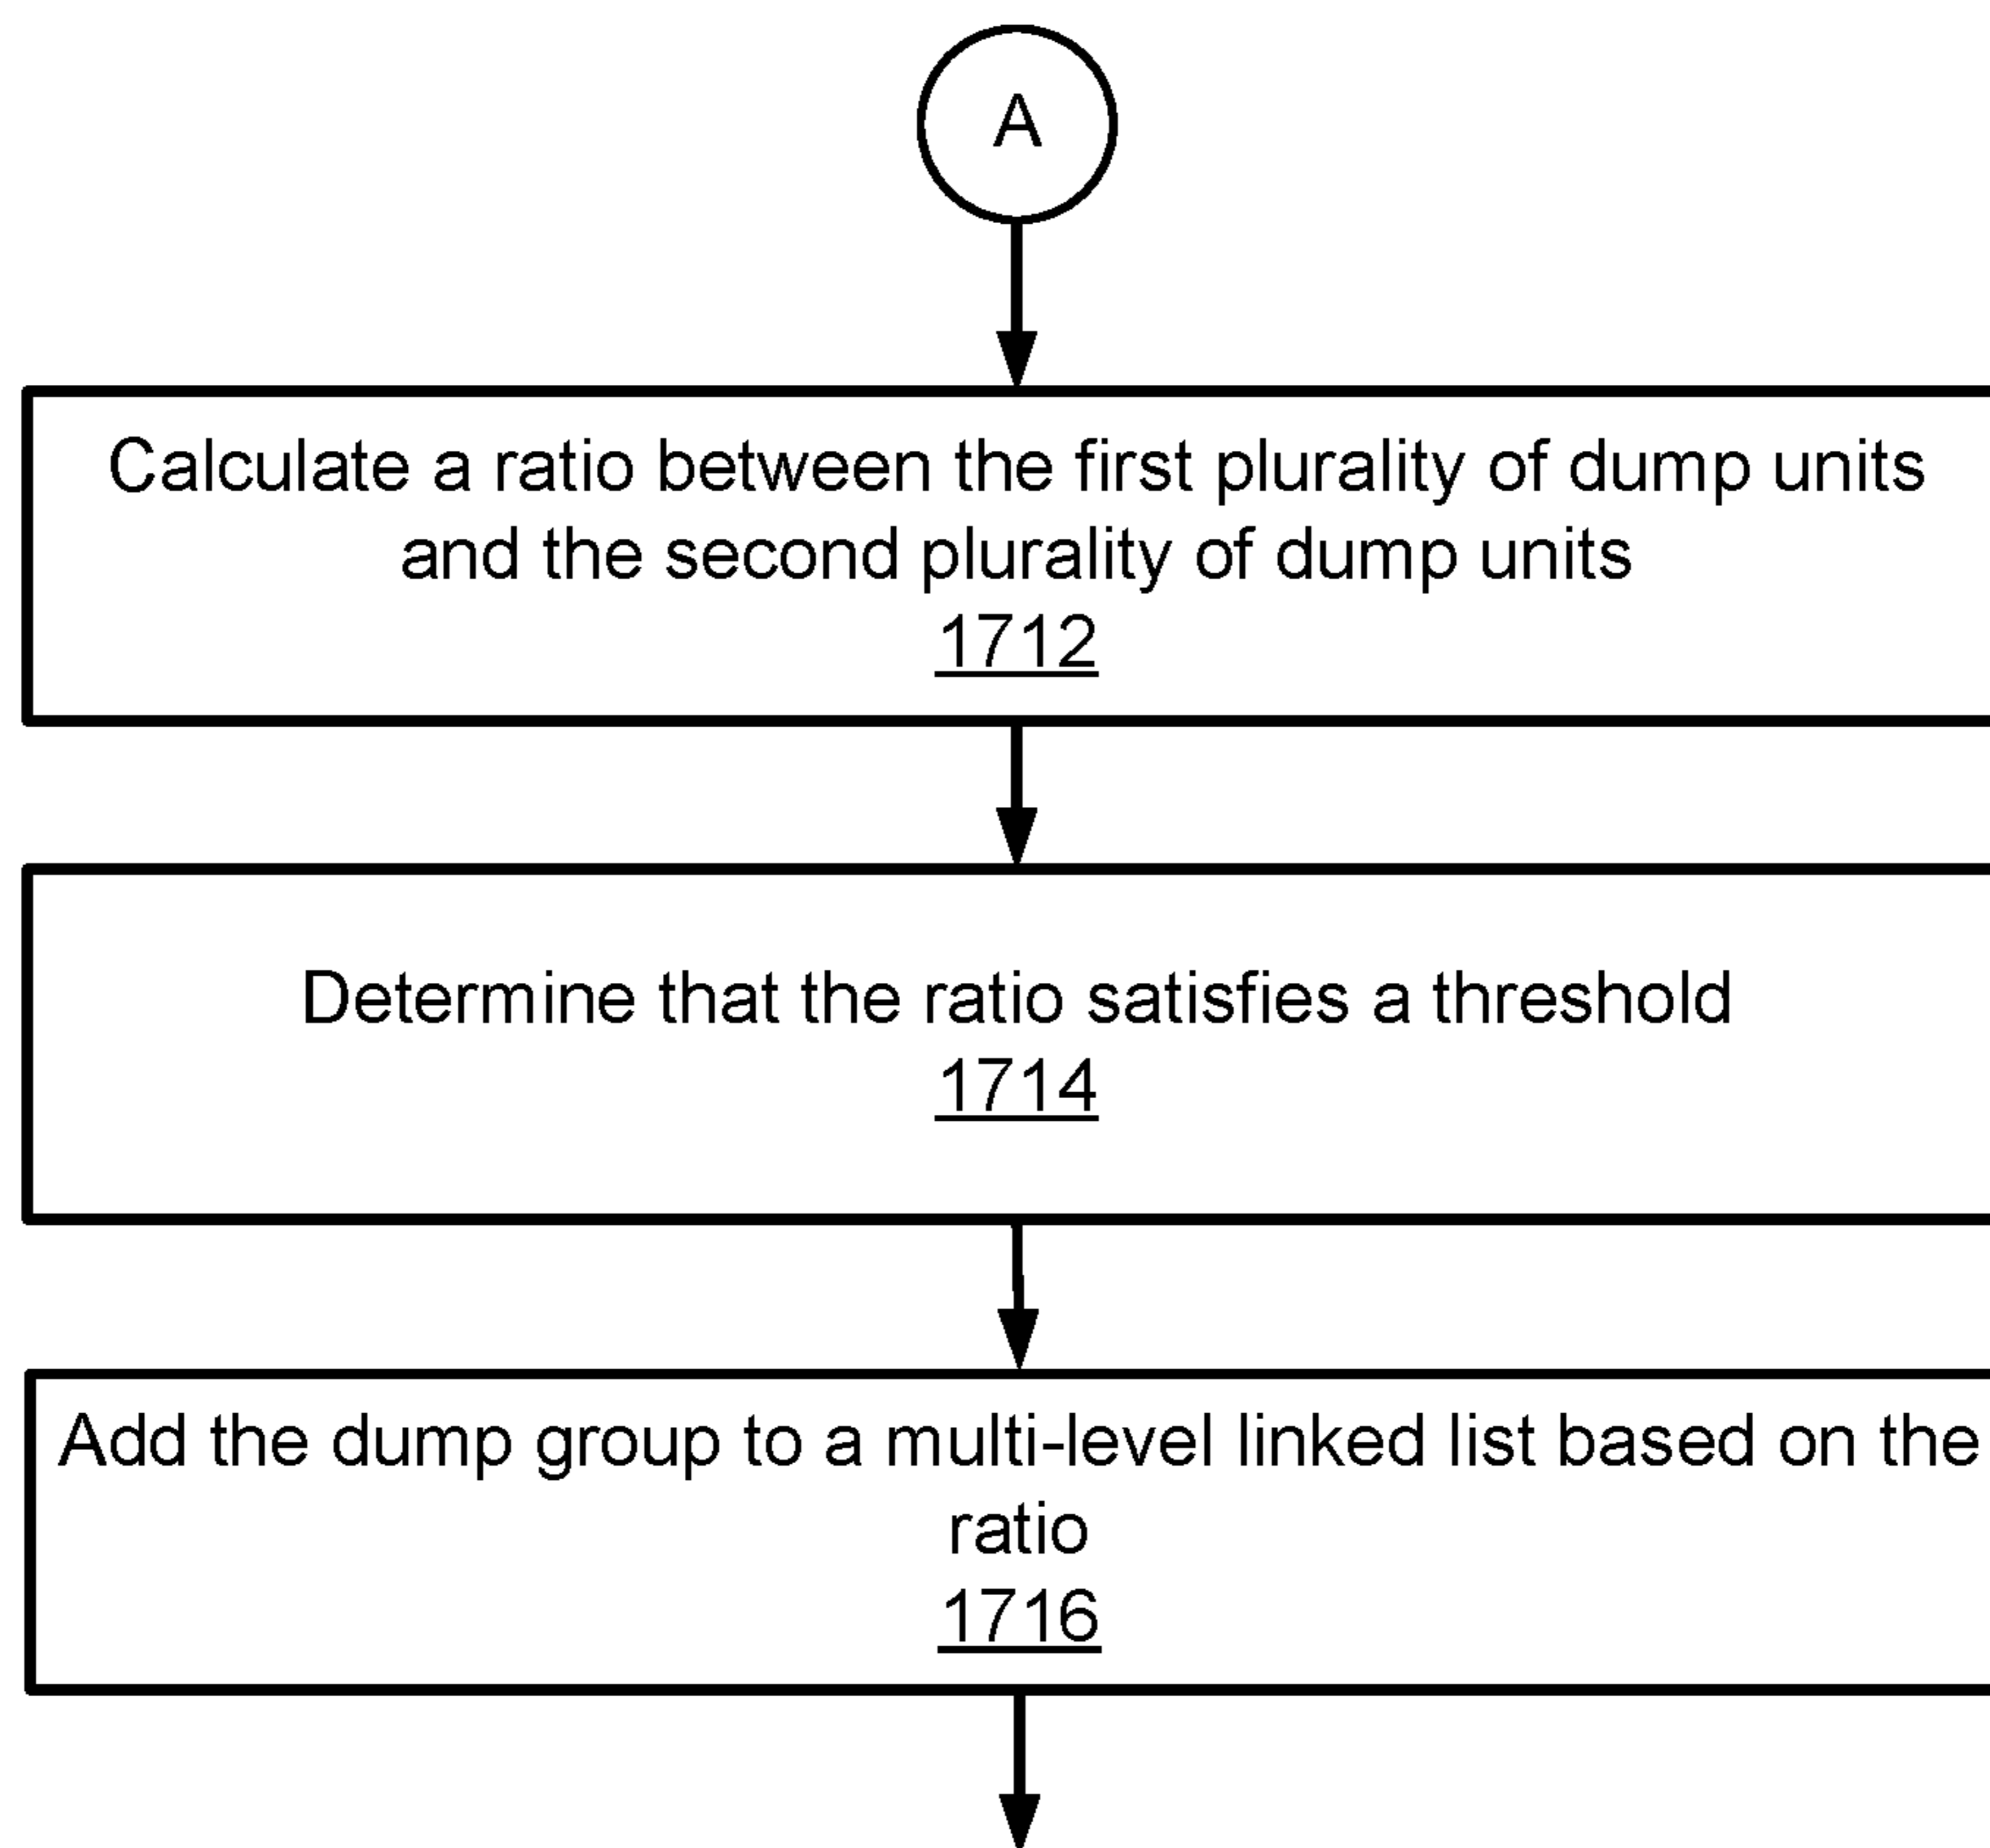 A
Calculate a ratio between the first plurality of dump units
and the second plurality of dump units
1712
Determine that the ratio satisfies a threshold
1714
Add the dump group to a multi-level linked list based on the
ratio
1716